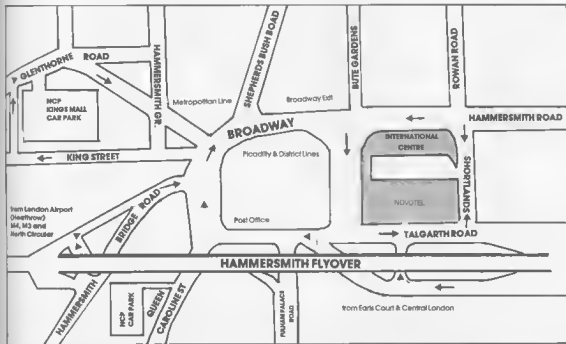 GLENTHORNE ROAD
HAMMERSMITH GR.
SHEPHERDS BUSH ROAD
BUTE GARDENS
ROWAN ROAD
NCP
KINGS MALL
CAR PARK
Metropolitan Line
Broadway Exit
BROADWAY
HAMMERSMITH ROAD
INTERNATIONAL
CENTRE
KING STREET
Picadilly & District Lines
SHORTLANDS
NOVOTEL
from London Airport
(Heathrow)
M4, M3 and
North Circular
HAMMERSMITH BRIDGE ROAD
Post Office
TALGARTH ROAD
HAMMERSMITH FLYOVER
NCP
CAR PARK
QUEEN
CAROLINE ST
FULHAM PALACE
ROAD
from Earls Court & Central London